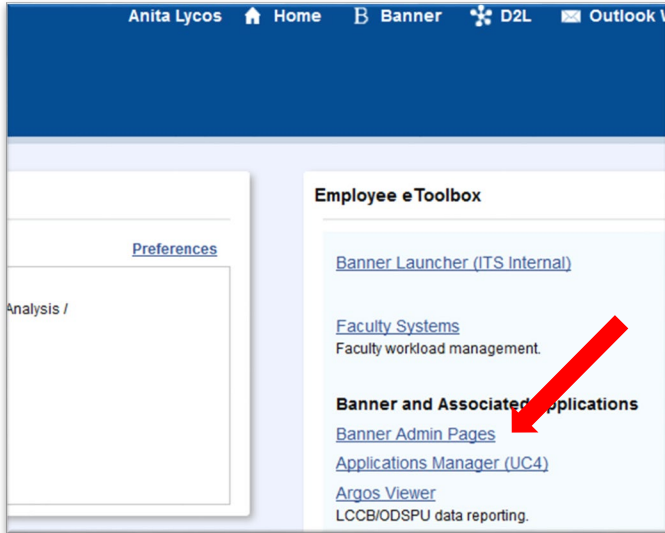 Anita Lycos Home B Banner D2L Outlook
Preferences
Analysis /
Employee eToolbox
Banner Launcher (ITS Internal)
Faculty Systems
Faculty workload management.
Banner and Associated Applications
Banner Admin Pages
Applications Manager (UC4)
Argos Viewer
LCCB/ODSPU data reporting.